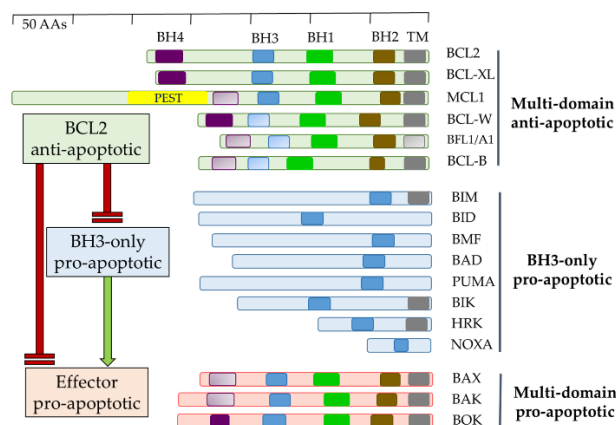 50 AAs
BH4 BH3 BH1 BH2 TM
BCL2
BCL-XL
PEST MCL1
BCL-W
BFL1/A1
BCL-B
Multi-domain
anti-apoptotic
BCL2
anti-apoptotic
BH3-only
pro-apoptotic
Effector
pro-apoptotic
BIM
BID
BMF
BAD
PUMA
BIK
HRK
NOXA
BH3-only
pro-apoptotic
BAX
BAK
BOK
Multi-domain
pro-apoptotic